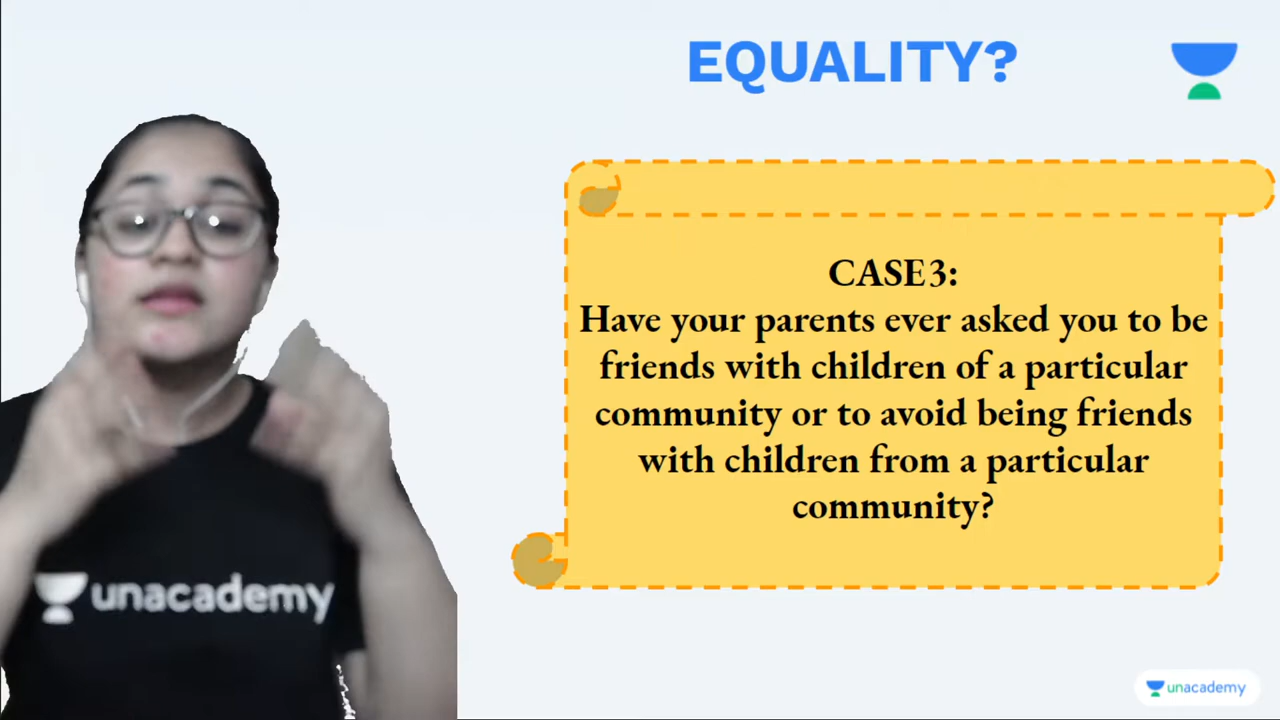 EQUALITY?
CASE3:
Have your parents ever asked you to be
friends with children of a particular
community or to avoid being friends
with children from a particular
community?
unacademy
unacademy